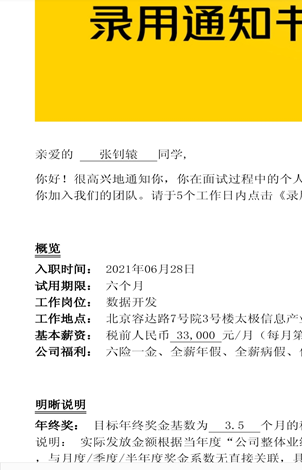 录用通知书
亲爱的 张钊辕 同学,
你好! 很高兴地通知你, 你在面试过程中的个人
你加入我们的团队。请于5个工作日内点击《录用
概览
入职时间: 2021年06月28日
试用期限: 六个月
工作岗位: 数据开发
工作地点: 北京容达路7号院3号楼太极信息产业
基本薪资: 税前人民币 33,000 元/月 (每月第
公司福利: 六险一金、全薪年假、全薪病假、
明晰说明
年终奖: 目标年终奖金基数为 3.5 个月的
说明: 实际发放金额根据当年度“公司整体业绩
, 与月度/季度/半年度奖金系数无直接关联,